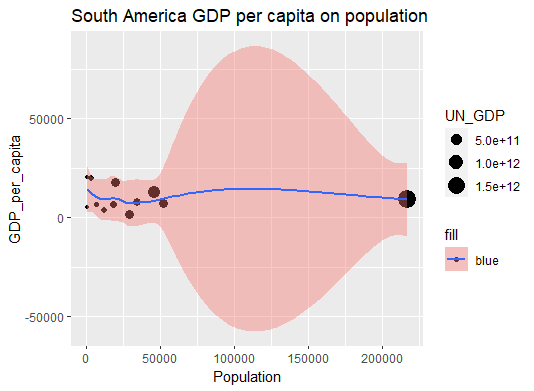 South America GDP per capita on population
GDP_per_capita
50000
0
-50000
0
50000
100000
150000
200000
Population
UN_GDP
5.0e+11
1.0e+12
1.5e+12
fill
blue